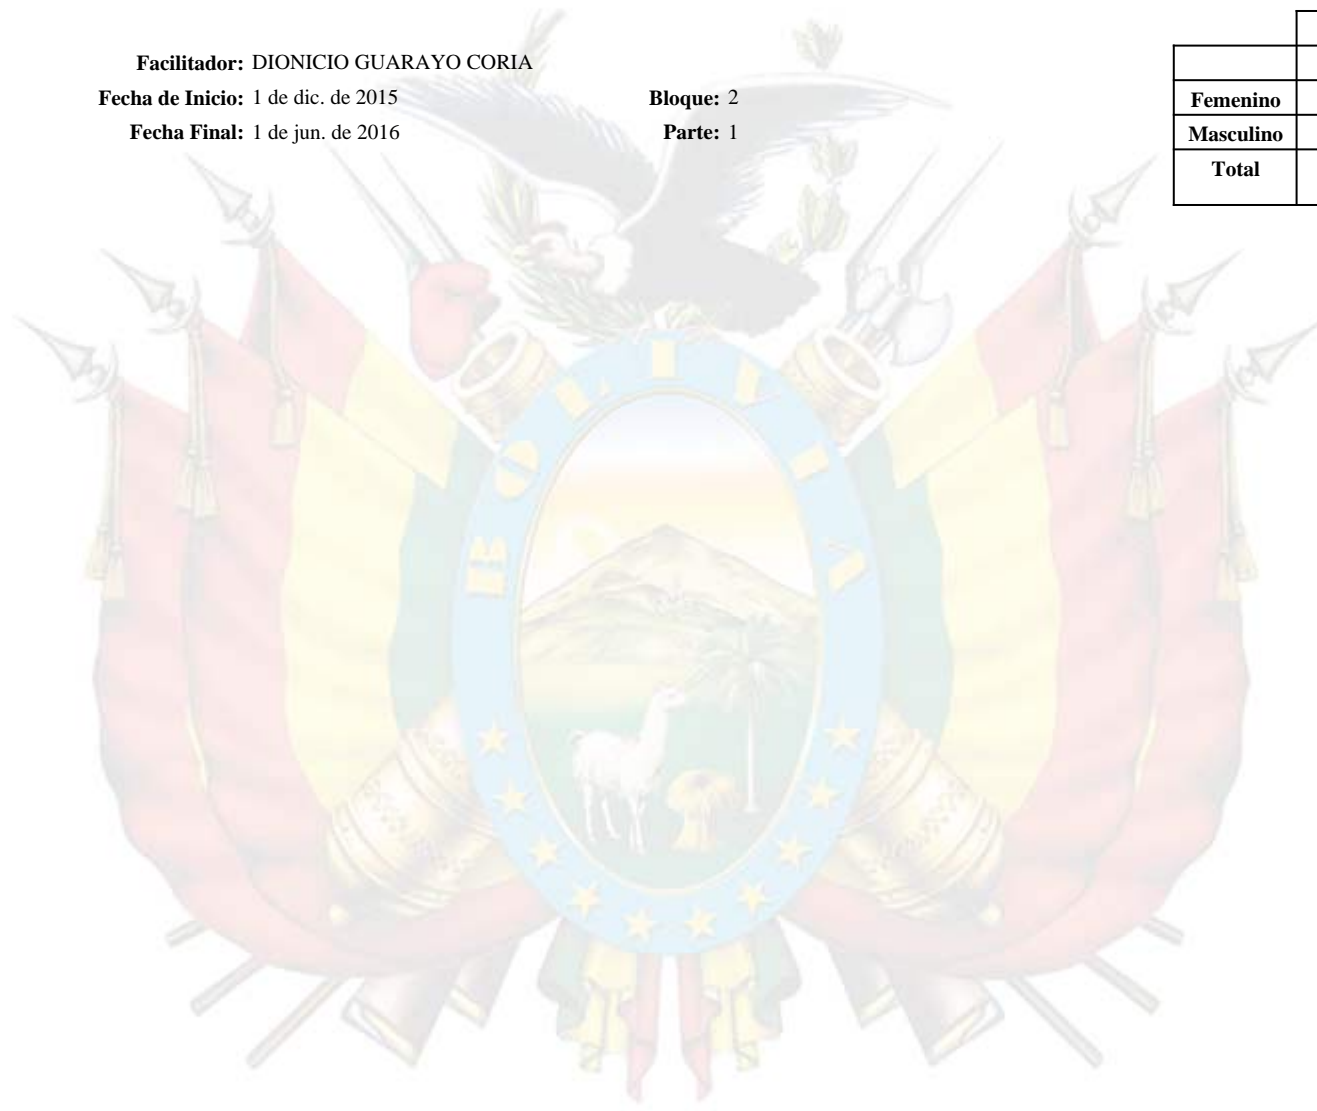 Facilitador: DIONICIO GUARAYO CORIA
Fecha de Inicio: 1 de dic. de 2015 Bloque: 2
Fecha Final: 1 de jun. de 2016 Parte: 1
Femenino
Masculino
Total
BOLIVIA